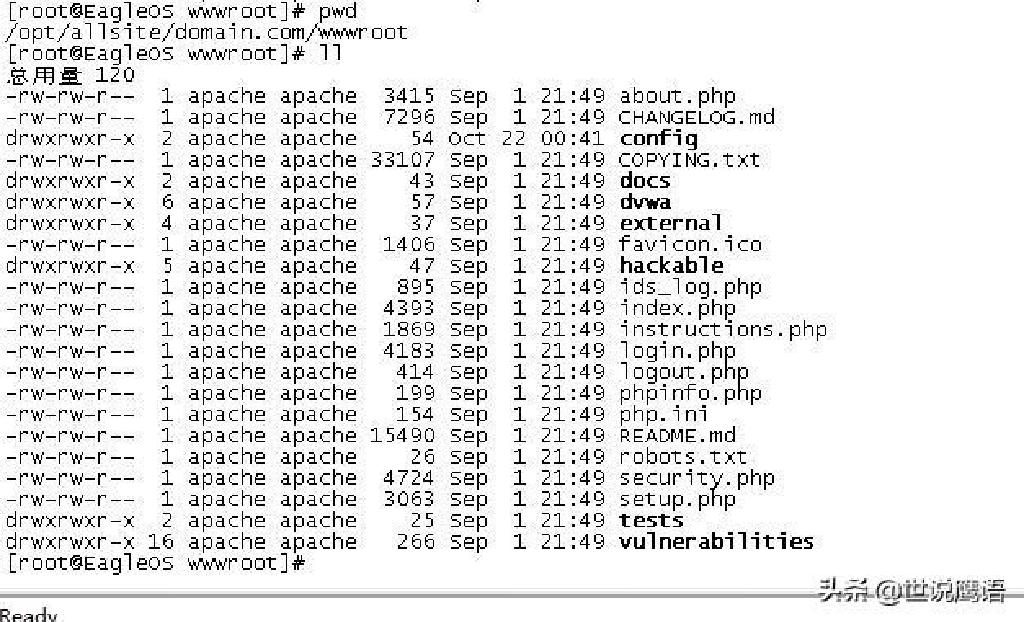 [root@EagleOS wwwroot]# pwd
/opt/allsite/domain.com/wwwroot
[root@EagleOS wwwroot]# ll
总用量 120
-rw-rw-r-- 1 apache apache 3415 Sep 1 21:49 about.php
-rw-rw-r-- 1 apache apache 7296 Sep 1 21:49 CHANGELOG.md
drwxrwxr-x 2 apache apache 54 Oct 22 00:41 config
-rw-rw-r-- 1 apache apache 33107 Sep 1 21:49 COPYING.txt
drwxrwxr-x 2 apache apache 43 Sep 1 21:49 docs
drwxrwxr-x 6 apache apache 57 Sep 1 21:49 dvwa
drwxrwxr-x 4 apache apache 37 Sep 1 21:49 external
-rw-rw-r-- 1 apache apache 1406 Sep 1 21:49 favicon.ico
drwxrwxr-x 5 apache apache 47 Sep 1 21:49 hackable
-rw-rw-r-- 1 apache apache 895 Sep 1 21:49 ids_log.php
-rw-rw-r-- 1 apache apache 4393 Sep 1 21:49 index.php
-rw-rw-r-- 1 apache apache 1869 Sep 1 21:49 instructions.php
-rw-rw-r-- 1 apache apache 4183 Sep 1 21:49 login.php
-rw-rw-r-- 1 apache apache 414 Sep 1 21:49 logout.php
-rw-rw-r-- 1 apache apache 199 Sep 1 21:49 phpinfo.php
-rw-rw-r-- 1 apache apache 154 Sep 1 21:49 php.ini
-rw-rw-r-- 1 apache apache 15490 Sep 1 21:49 README.md
-rw-rw-r-- 1 apache apache 26 Sep 1 21:49 robots.txt
-rw-rw-r-- 1 apache apache 4724 Sep 1 21:49 security.php
-rw-rw-r-- 1 apache apache 3063 Sep 1 21:49 setup.php
drwxrwxr-x 2 apache apache 25 Sep 1 21:49 tests
drwxrwxr-x 16 apache apache 266 Sep 1 21:49 vulnerabilities
[root@EagleOS wwwroot]#
头条 @世说鹰语
Ready